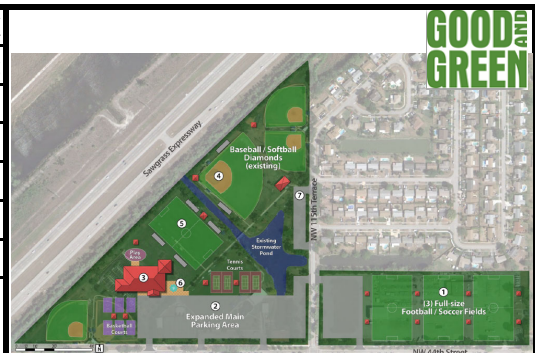 GOOD AND
GREEN
Sawgrass Expressway
Baseball / Softball
Diamonds
(existing)
4
7
NW 115th Terrace
5
Existing
Stormwater
Pond
Play
Area
Tennis
Courts
3
6
1
(3) Full-size
Football / Soccer Fields
2
Expanded Main
Parking Area
Basketball
Courts
N
NW 44th Street